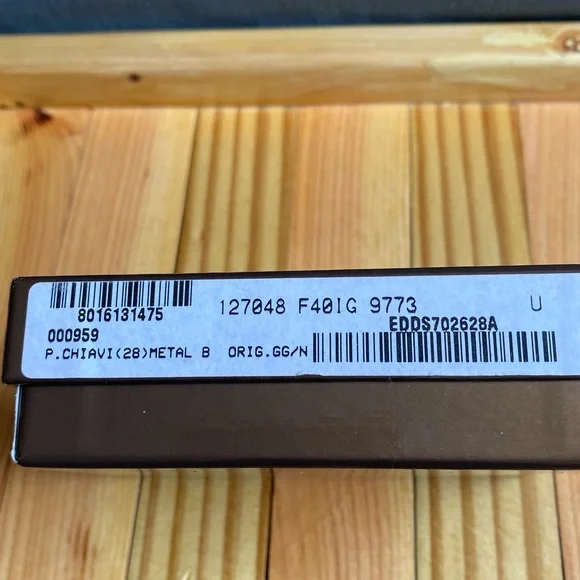 8016131475 127048 F40IG 9773 U
000959 EDDS702628A
P.CHIAVI(28)METAL B ORIG.GG/N